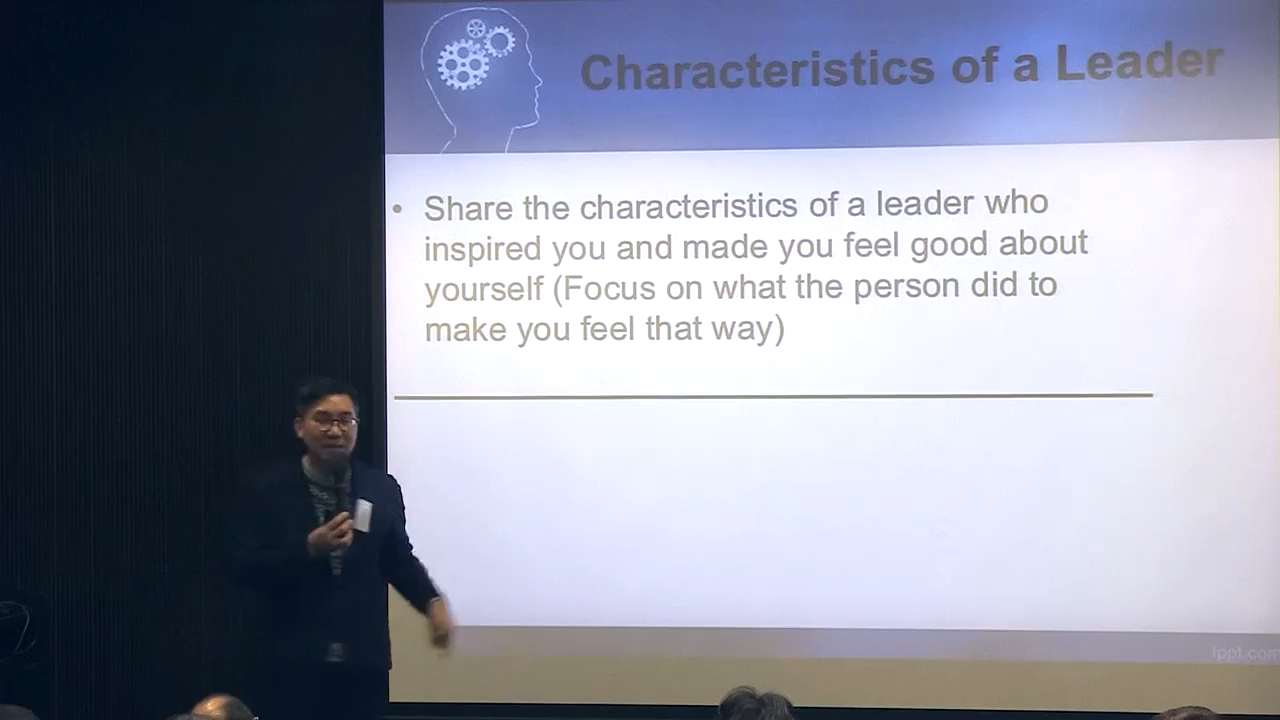 Characteristics of a Leader
• Share the characteristics of a leader who
inspired you and made you feel good about
yourself (Focus on what the person did to
make you feel that way)
fppt.com